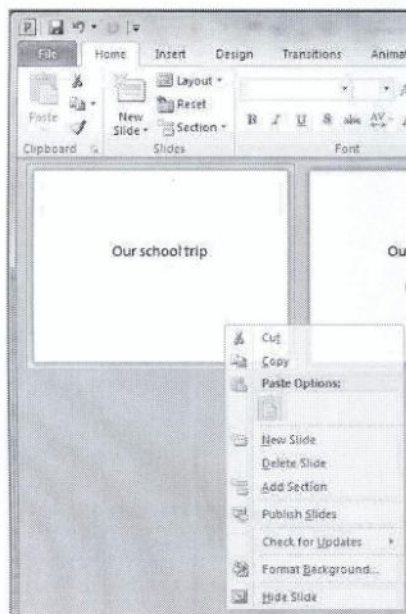 File Home Insert Design Transitions Animat
Paste
New
Slide
Layout
Reset
Section
B I U S abc AV
Clipboard Slides Font
Our school trip
Ou
Cut
Copy
Paste Options:
New Slide
Delete Slide
Add Section
Publish Slides
Check for Updates
Format Background...
Hide Slide